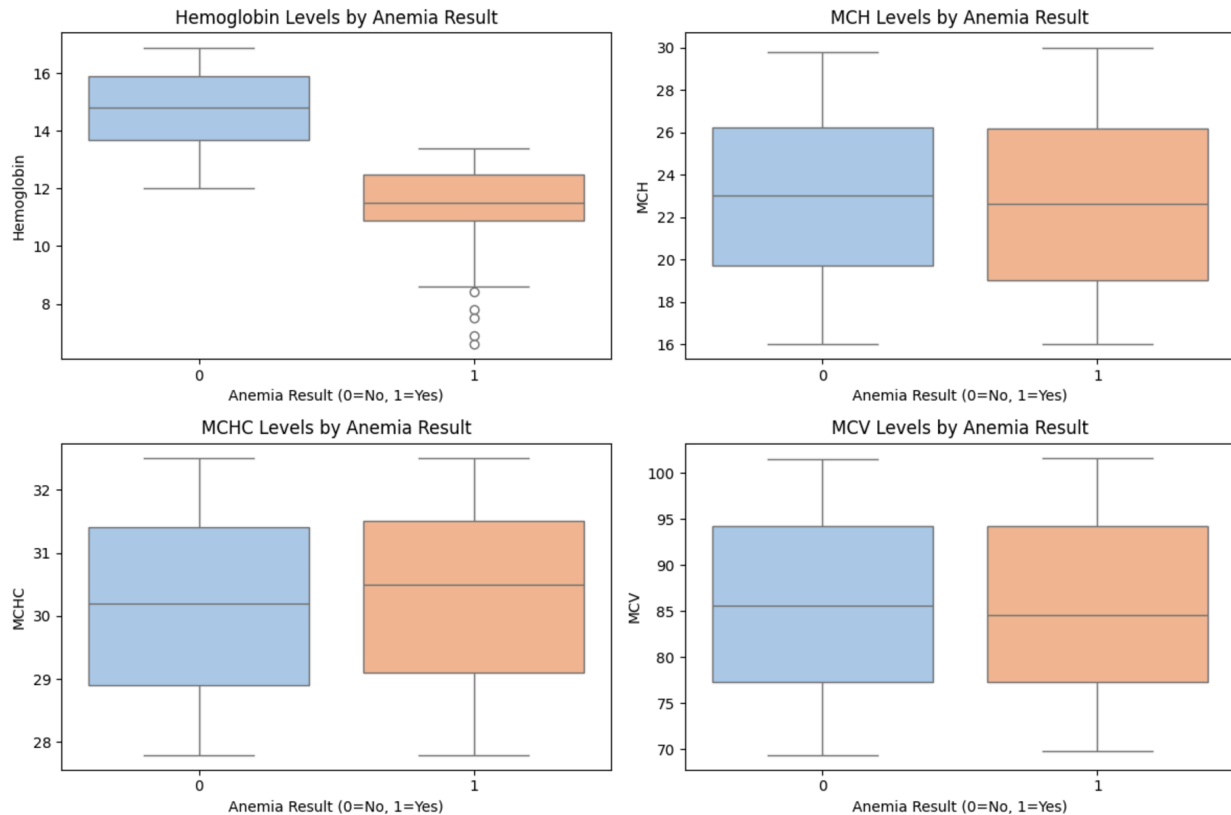 Hemoglobin Levels by Anemia Result
Hemoglobin
16
14
12
10
8
0
1
Anemia Result (0=No, 1=Yes)
MCH Levels by Anemia Result
MCH
30
28
26
24
22
20
18
16
0
1
Anemia Result (0=No, 1=Yes)
MCHC Levels by Anemia Result
MCHC
32
31
30
29
28
0
1
Anemia Result (0=No, 1=Yes)
MCV Levels by Anemia Result
MCV
100
95
90
85
80
75
70
0
1
Anemia Result (0=No, 1=Yes)